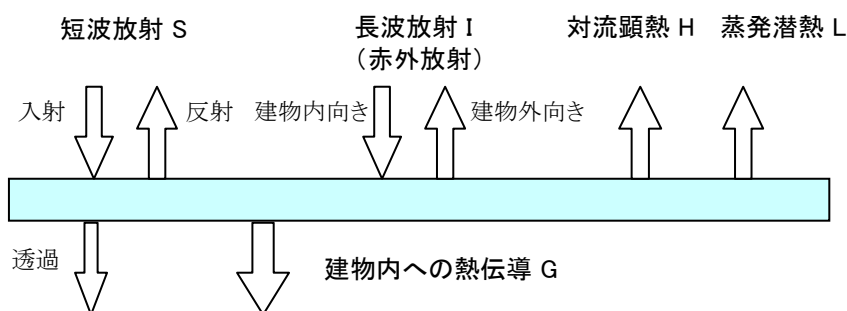 短波放射 S
長波放射 I
（赤外放射）
対流顕熱 H
蒸発潜熱 L
入射
反射
建物内向き
建物外向き
透過
建物内への熱伝導 G